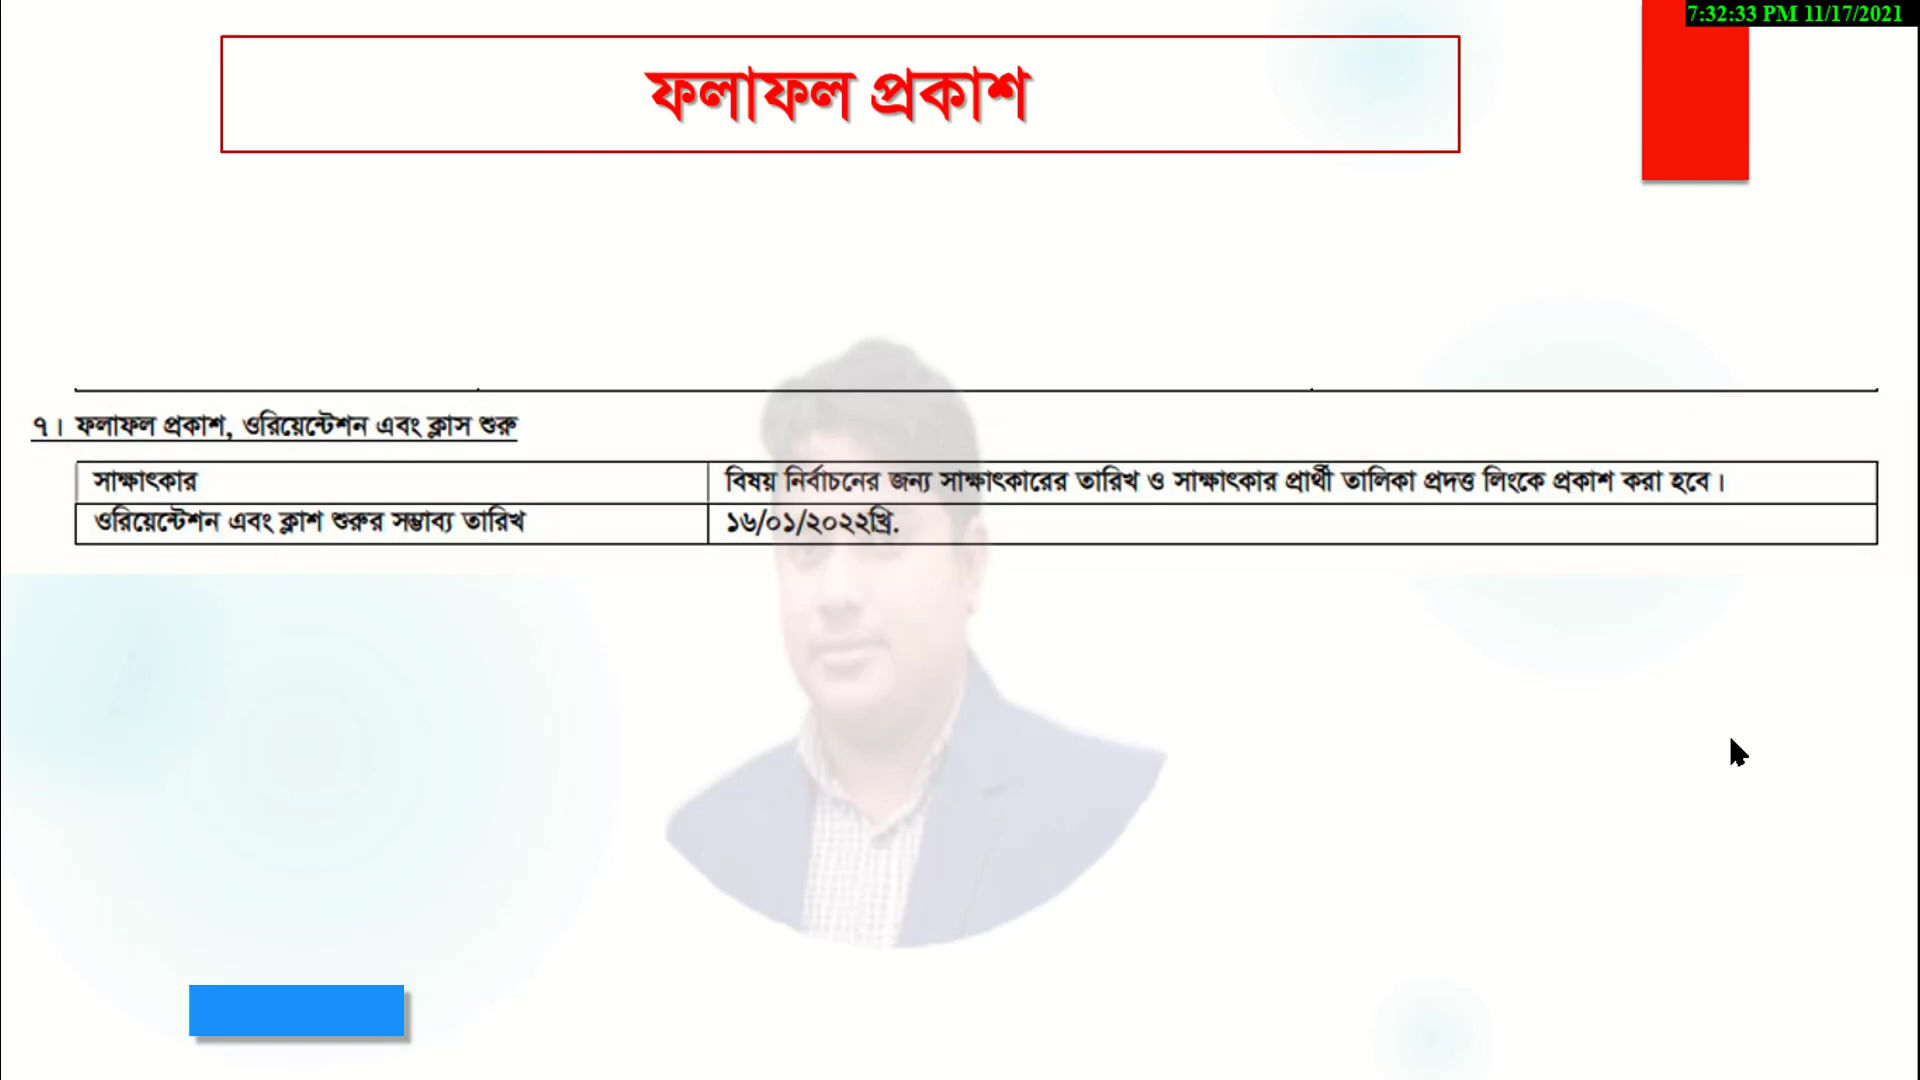 7:32:33 PM 11/17/2021
ফলাফল প্রকাশ
৭। ফলাফল প্রকাশ, ওরিয়েন্টেশন এবং ক্লাস শুরু
সাক্ষাৎকার
বিষয় নির্বাচনের জন্য সাক্ষাৎকারের তারিখ ও সাক্ষাৎকার প্রার্থী তালিকা প্রদত্ত লিংকে প্রকাশ করা হবে।
ওরিয়েন্টেশন এবং ক্লাশ শুরুর সম্ভাব্য তারিখ
১৬/০১/২০২২খ্রি.